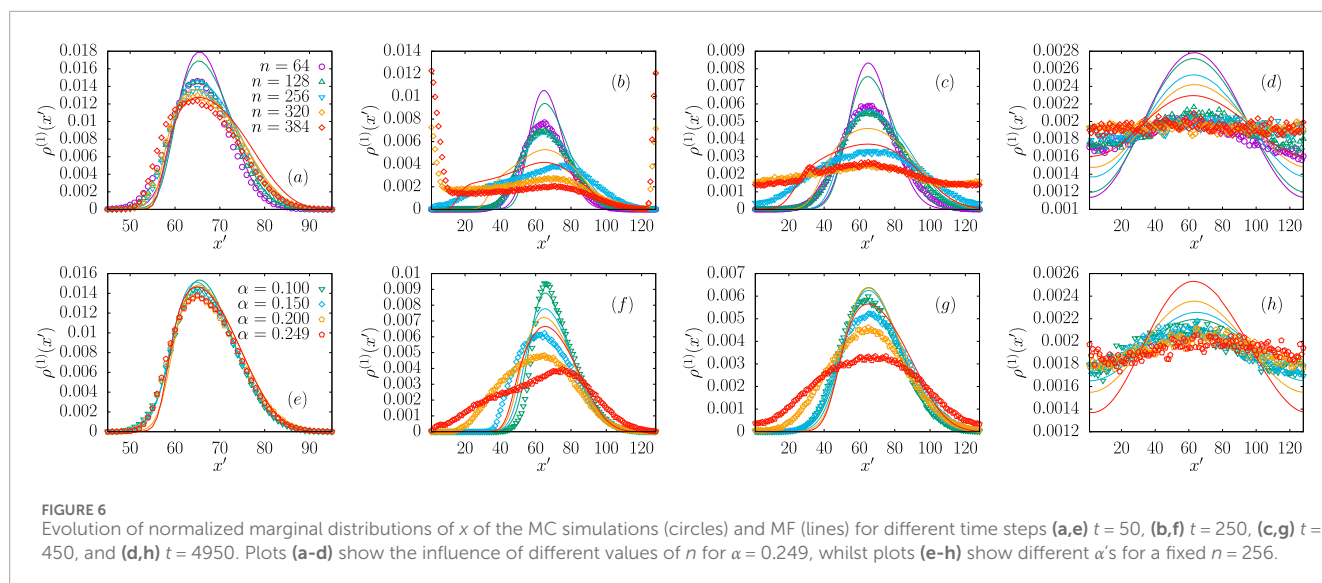 0.018
0.016
0.014
0.012
0.01
0.008
0.006
0.004
0.002
0
ρ⁽¹⁾(x′)
50 60 70 80 90
x′
n = 64
n = 128
n = 256
n = 320
n = 384
(a)
0.014
0.012
0.01
0.008
0.006
0.004
0.002
0
ρ⁽¹⁾(x′)
20 40 60 80 100 120
x′
(b)
0.009
0.008
0.007
0.006
0.005
0.004
0.003
0.002
0.001
0
ρ⁽¹⁾(x′)
20 40 60 80 100 120
x′
(c)
0.0028
0.0026
0.0024
0.0022
0.002
0.0018
0.0016
0.0014
0.0012
0.001
ρ⁽¹⁾(x′)
20 40 60 80 100 120
x′
(d)
0.016
0.014
0.012
0.01
0.008
0.006
0.004
0.002
0
ρ⁽¹⁾(x′)
50 60 70 80 90
x′
α = 0.100
α = 0.150
α = 0.200
α = 0.249
(e)
0.01
0.009
0.008
0.007
0.006
0.005
0.004
0.003
0.002
0.001
0
ρ⁽¹⁾(x′)
20 40 60 80 100 120
x′
(f)
0.007
0.006
0.005
0.004
0.003
0.002
0.001
0
ρ⁽¹⁾(x′)
20 40 60 80 100 120
x′
(g)
0.0026
0.0024
0.0022
0.002
0.0018
0.0016
0.0014
0.0012
ρ⁽¹⁾(x′)
20 40 60 80 100 120
x′
(h)
FIGURE 6
Evolution of normalized marginal distributions of x of the MC simulations (circles) and MF (lines) for different time steps (a,e) t = 50, (b,f) t = 250, (c,g) t =
450, and (d,h) t = 4950. Plots (a-d) show the influence of different values of n for α = 0.249, whilst plots (e-h) show different α's for a fixed n = 256.